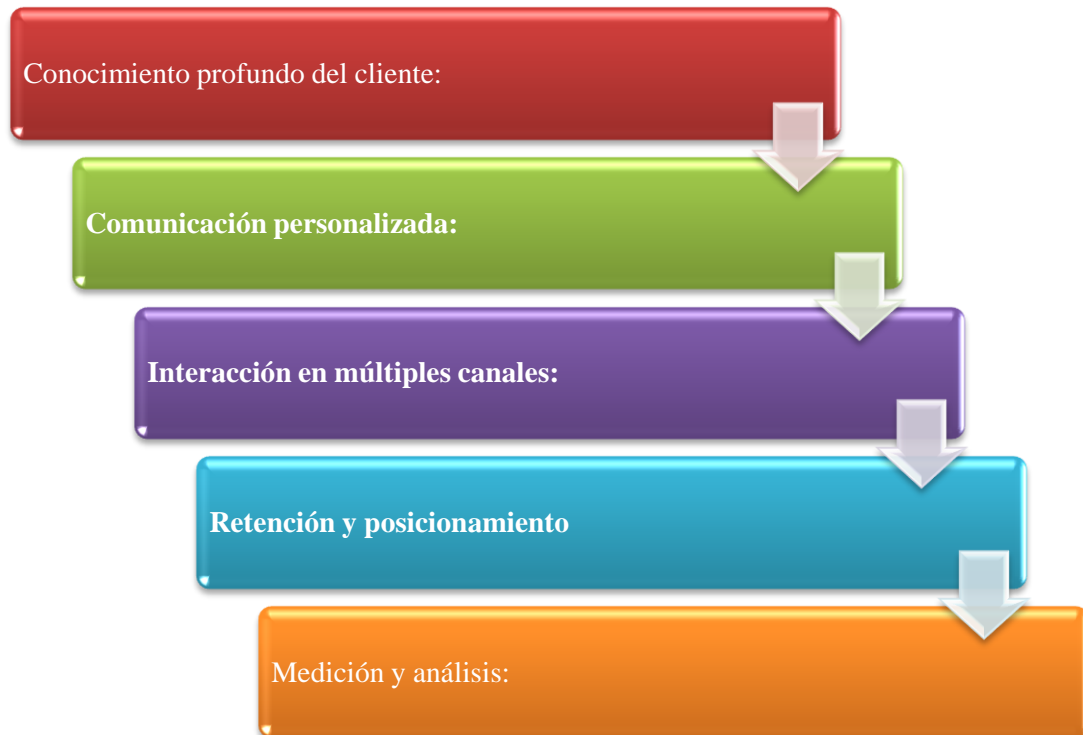 Conocimiento profundo del cliente:
Comunicación personalizada:
Interacción en múltiples canales:
Retención y posicionamiento
Medición y análisis: